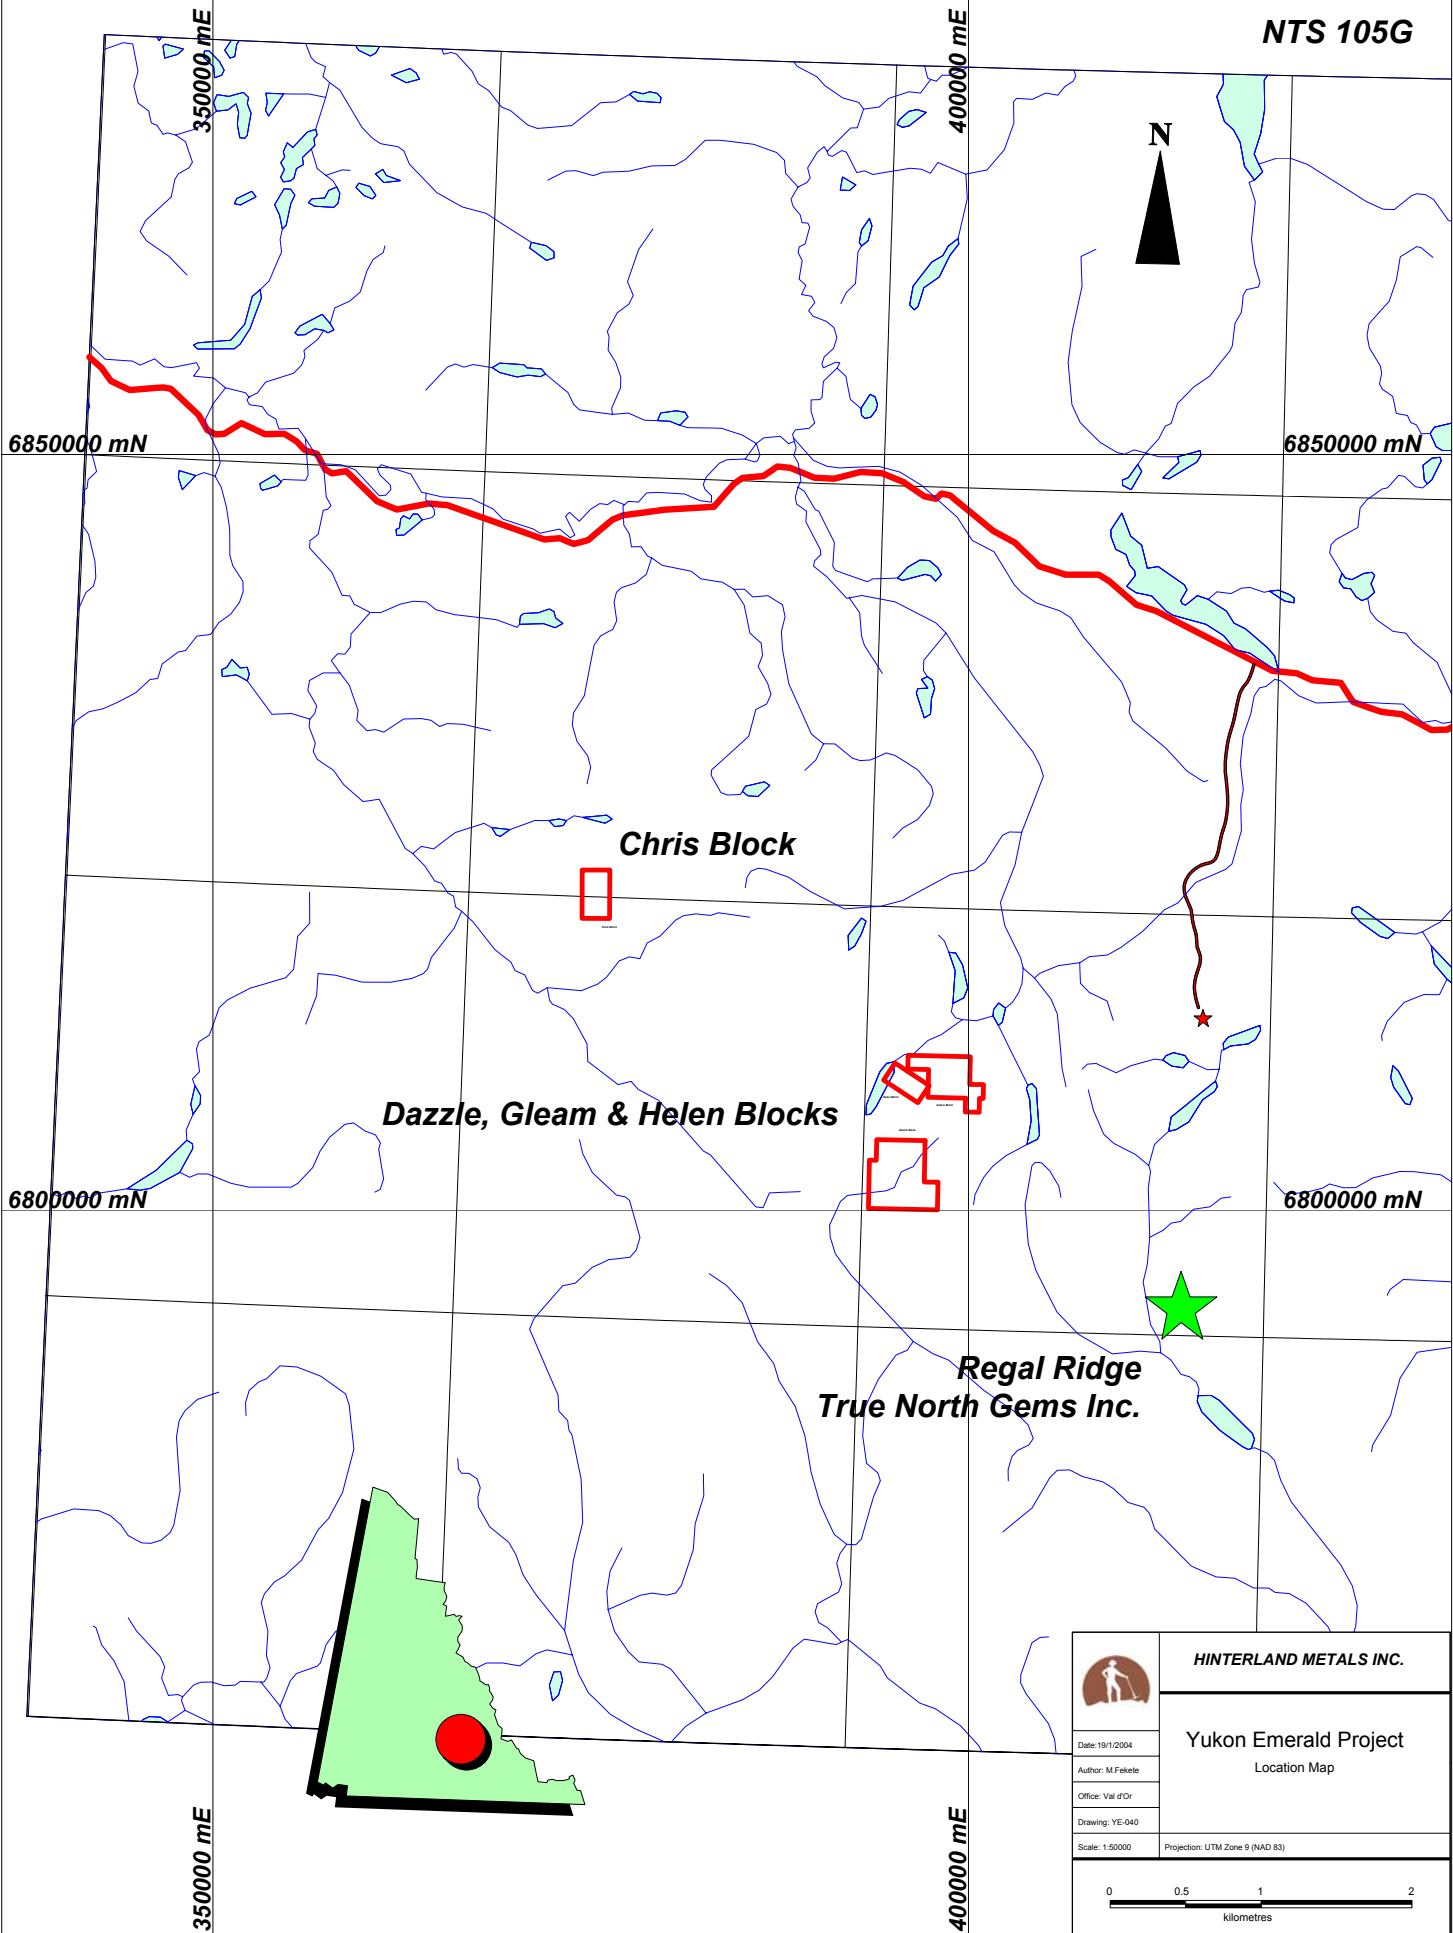 NTS 105G
350000 mE
400000 mE
N
6850000 mN
6850000 mN
Chris Block
Dazzle, Gleam & Helen Blocks
6800000 mN
6800000 mN
Regal Ridge
True North Gems Inc.
350000 mE
400000 mE
HINTERLAND METALS INC.
Yukon Emerald Project
Location Map
Date:19/1/2004
Author: M.Fekete
Office: Val d'Or
Drawing: YE-040
Scale: 1:50000
Projection: UTM Zone 9 (NAD 83)
0 0.5 1 2
kilometres